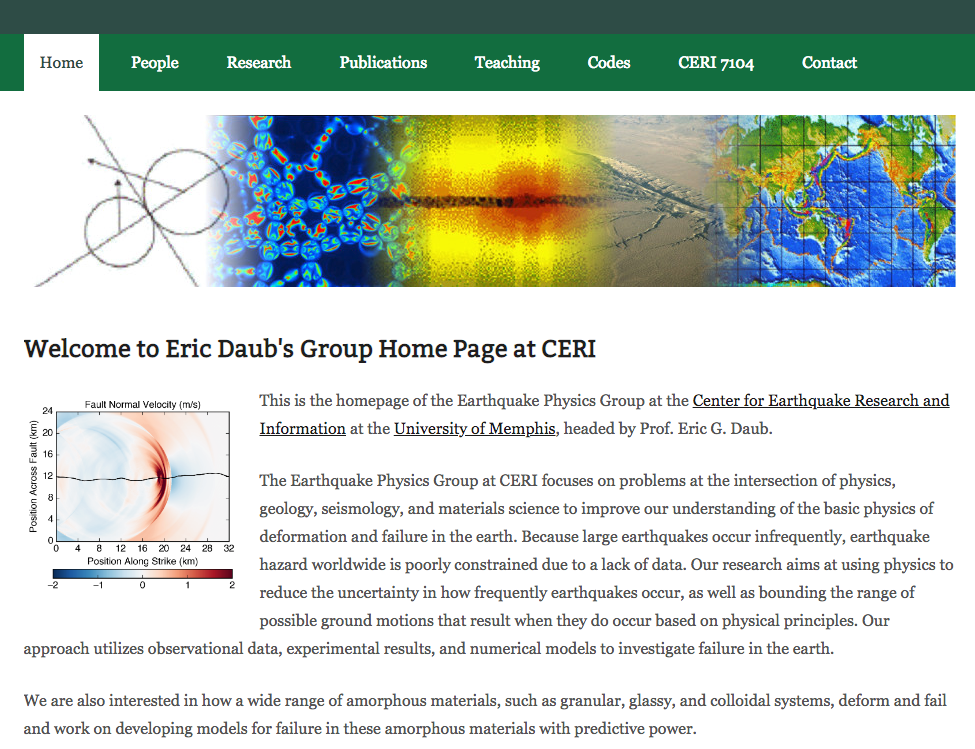 Home People Research Publications Teaching Codes CERI 7104 Contact
Welcome to Eric Daub's Group Home Page at CERI
Fault Normal Velocity (m/s)
24
20
16
12
8
4
0
Position Across Fault (km)
0 4 8 12 16 20 24 28 32
Position Along Strike (km)
−2 −1 0 1 2
This is the homepage of the Earthquake Physics Group at the Center for Earthquake Research and
Information at the University of Memphis, headed by Prof. Eric G. Daub.
The Earthquake Physics Group at CERI focuses on problems at the intersection of physics,
geology, seismology, and materials science to improve our understanding of the basic physics of
deformation and failure in the earth. Because large earthquakes occur infrequently, earthquake
hazard worldwide is poorly constrained due to a lack of data. Our research aims at using physics to
reduce the uncertainty in how frequently earthquakes occur, as well as bounding the range of
possible ground motions that result when they do occur based on physical principles. Our
approach utilizes observational data, experimental results, and numerical models to investigate failure in the earth.
We are also interested in how a wide range of amorphous materials, such as granular, glassy, and colloidal systems, deform and fail
and work on developing models for failure in these amorphous materials with predictive power.